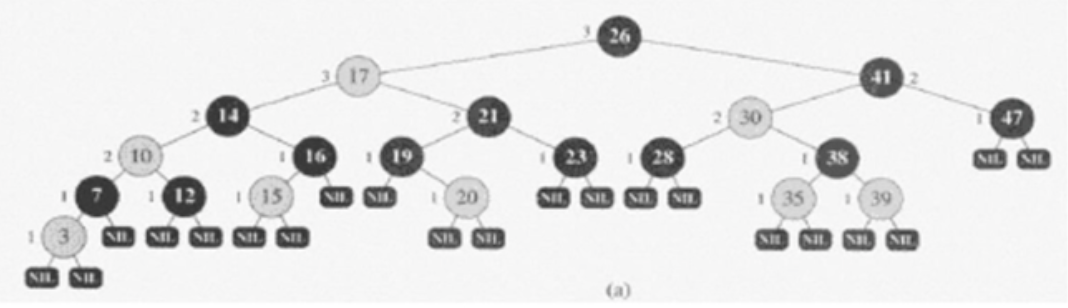 3 26
3 17 41 2
2 14 2 21 2 30 1 47
2 10 1 16 1 19 1 23 1 28 1 38 NIL NIL
1 7 1 12 1 15 NIL NIL 1 20 NIL NIL NIL NIL 1 35 1 39
1 3 NIL NIL NIL NIL NIL NIL NIL NIL NIL NIL NIL
NIL NIL
(a)